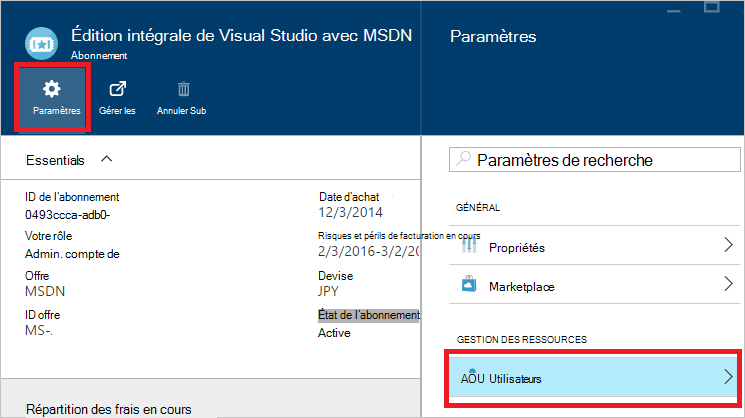 Édition intégrale de Visual Studio avec MSDN
Abonnement
Paramètres
Gérer les
Annuler Sub
Essentials
ID de l'abonnement
0493ccca-adb0-
Date d'achat
12/3/2014
Votre rôle
Admin. compte de
Risques et périls de facturation en cours
2/3/2016-3/2/20
Offre
MSDN
Devise
JPY
ID offre
MS-.
État de l'abonnement
Active
Répartition des frais en cours
Paramètres
Paramètres de recherche
GÉNÉRAL
Propriétés
Marketplace
GESTION DES RESSOURCES
AOU Utilisateurs